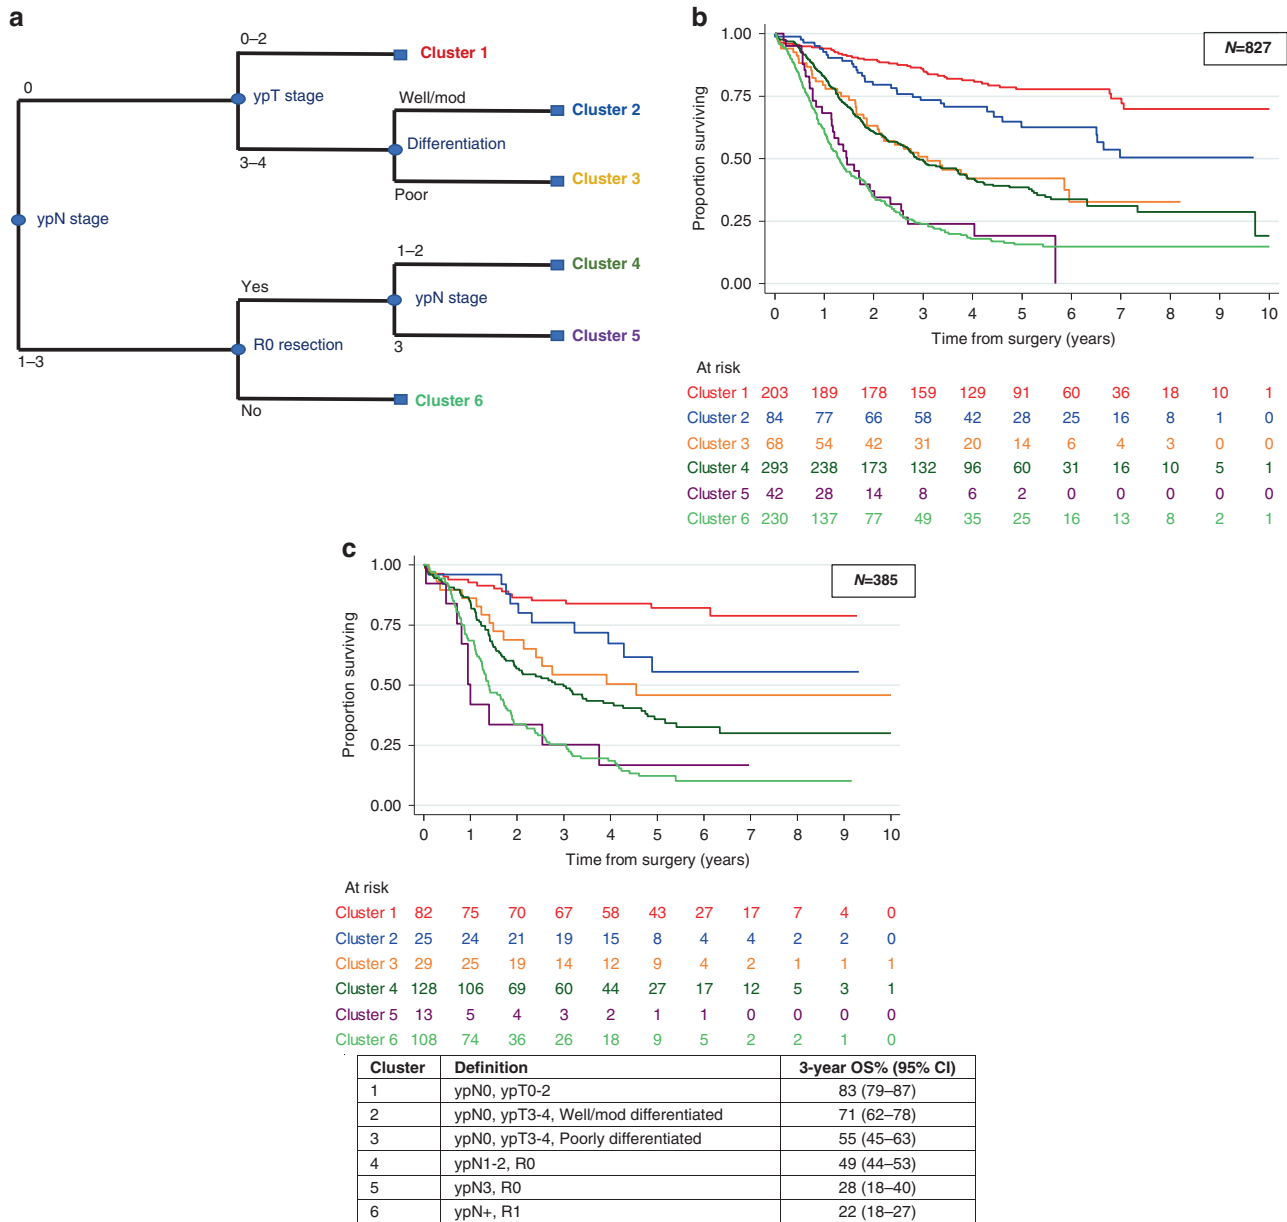 a
0–2
Cluster 1
0
ypT stage
Well/mod
Cluster 2
Differentiation
3–4
Cluster 3
Poor
ypN stage
1–2
Cluster 4
Yes
ypN stage
R0 resection
3
Cluster 5
1–3
Cluster 6
No
b
N=827
1.00
0.75
0.50
0.25
0.00
Proportion surviving
0 1 2 3 4 5 6 7 8 9 10
Time from surgery (years)
At risk
Cluster 1 203 189 178 159 129 91 60 36 18 10 1
Cluster 2 84 77 66 58 42 28 25 16 8 1 0
Cluster 3 68 54 42 31 20 14 6 4 3 0 0
Cluster 4 293 238 173 132 96 60 31 16 10 5 1
Cluster 5 42 28 14 8 6 2 0 0 0 0 0
Cluster 6 230 137 77 49 35 25 16 13 8 2 1
c
N=385
1.00
0.75
0.50
0.25
0.00
Proportion surviving
0 1 2 3 4 5 6 7 8 9 10
Time from surgery (years)
At risk
Cluster 1 82 75 70 67 58 43 27 17 7 4 0
Cluster 2 25 24 21 19 15 8 4 4 2 2 0
Cluster 3 29 25 19 14 12 9 4 2 1 1 1
Cluster 4 128 106 69 60 44 27 17 12 5 3 1
Cluster 5 13 5 4 3 2 1 1 0 0 0 0
Cluster 6 108 74 36 26 18 9 5 2 2 1 0
Cluster Definition 3-year OS% (95% CI)
1 ypN0, ypT0-2 83 (79–87)
2 ypN0, ypT3-4, Well/mod differentiated 71 (62–78)
3 ypN0, ypT3-4, Poorly differentiated 55 (45–63)
4 ypN1-2, R0 49 (44–53)
5 ypN3, R0 28 (18–40)
6 ypN+, R1 22 (18–27)